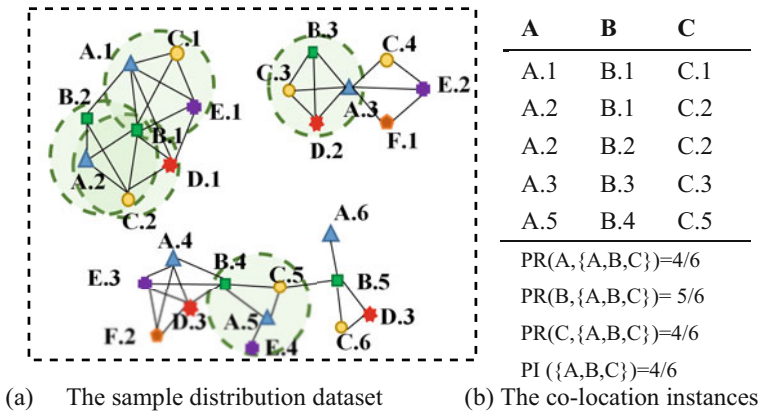 C.1
A.1
B.2
E.1
B.1
A.2
D.1
C.2
B.3
C.4
C.3
E.2
A.3
D.2
F.1
A.6
A.4
B.4
C.5
E.3
B.5
D.3
A.5
D.3
F.2
E.4
C.6
(a) The sample distribution dataset
A B C
A.1 B.1 C.1
A.2 B.1 C.2
A.2 B.2 C.2
A.3 B.3 C.3
A.5 B.4 C.5
PR(A,{A,B,C})=4/6
PR(B,{A,B,C})= 5/6
PR(C,{A,B,C})=4/6
PI ({A,B,C})=4/6
(b) The co-location instances